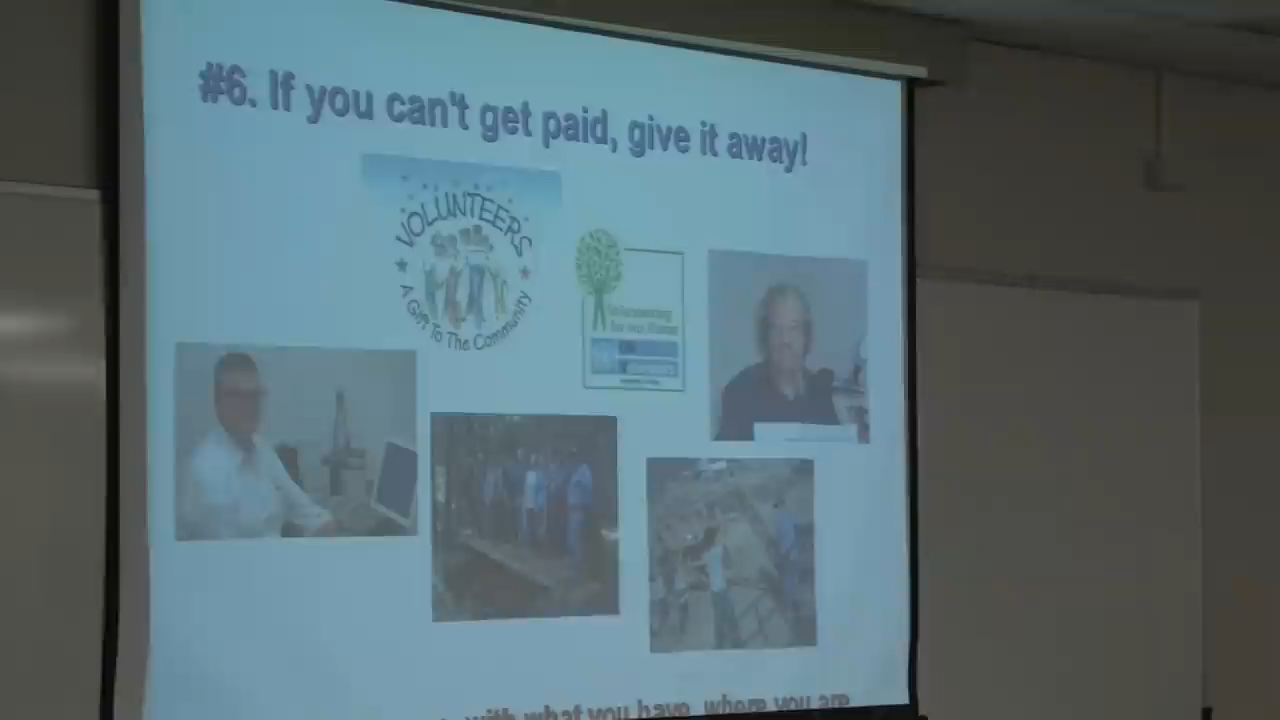 #6. If you can't get paid, give it away!
VOLUNTEERS
A Gift To The Community
with what you have, where you are